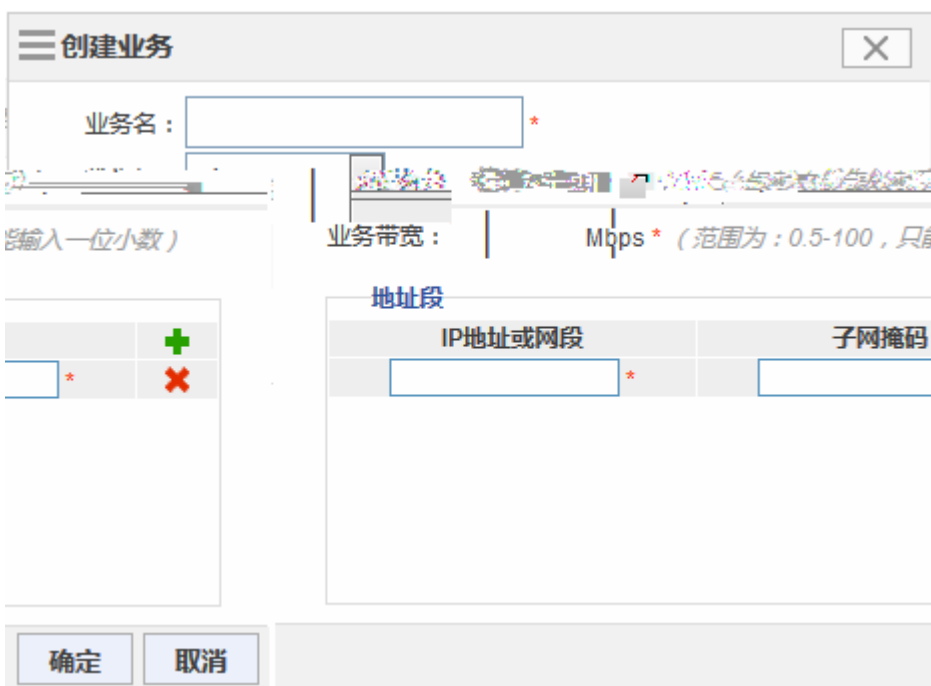 创建业务
业务名： *
能输入一位小数）
业务带宽： Mbps *（范围为：0.5-100，只能
地址段
IP地址或网段 子网掩码
* *
确定 取消